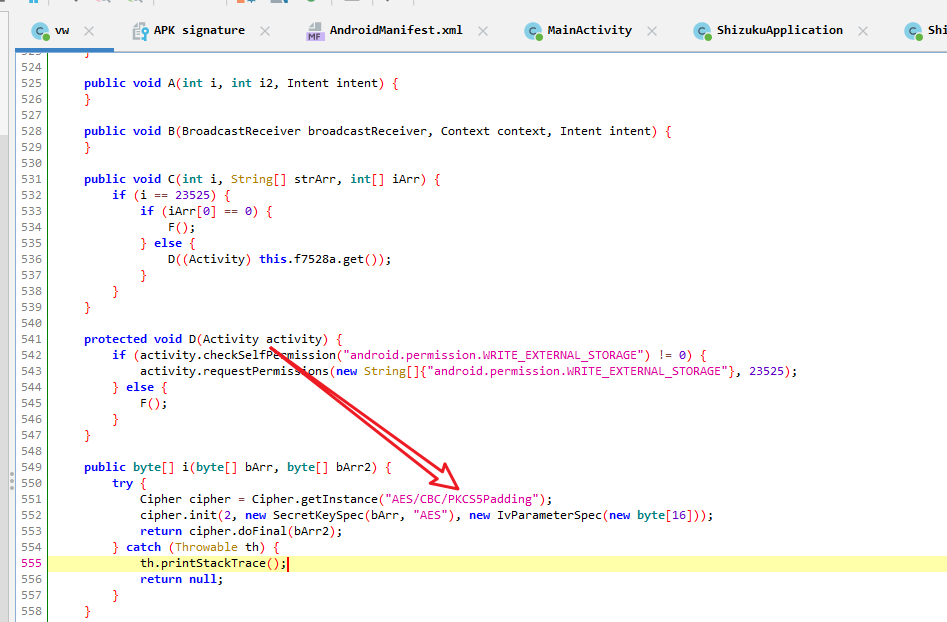 vw APK signature MF AndroidManifest.xml MainActivity ShizukuApplication Shi
524
525 public void A(int i, int i2, Intent intent) {
526 }
527
528 public void B(BroadcastReceiver broadcastReceiver, Context context, Intent intent) {
529 }
530
531 public void C(int i, String[] strArr, int[] iArr) {
532 if (i == 23525) {
533 if (iArr[0] == 0) {
534 F();
535 } else {
536 D((Activity) this.f7528a.get());
537 }
538 }
539 }
540
541 protected void D(Activity activity) {
542 if (activity.checkSelfPermission("android.permission.WRITE_EXTERNAL_STORAGE") != 0) {
543 activity.requestPermissions(new String[]{"android.permission.WRITE_EXTERNAL_STORAGE"}, 23525);
544 } else {
545 F();
546 }
547 }
548
549 public byte[] i(byte[] bArr, byte[] bArr2) {
550 try {
551 Cipher cipher = Cipher.getInstance("AES/CBC/PKCS5Padding");
552 cipher.init(2, new SecretKeySpec(bArr, "AES"), new IvParameterSpec(new byte[16]));
553 return cipher.doFinal(bArr2);
554 } catch (Throwable th) {
555 th.printStackTrace();
556 return null;
557 }
558 }